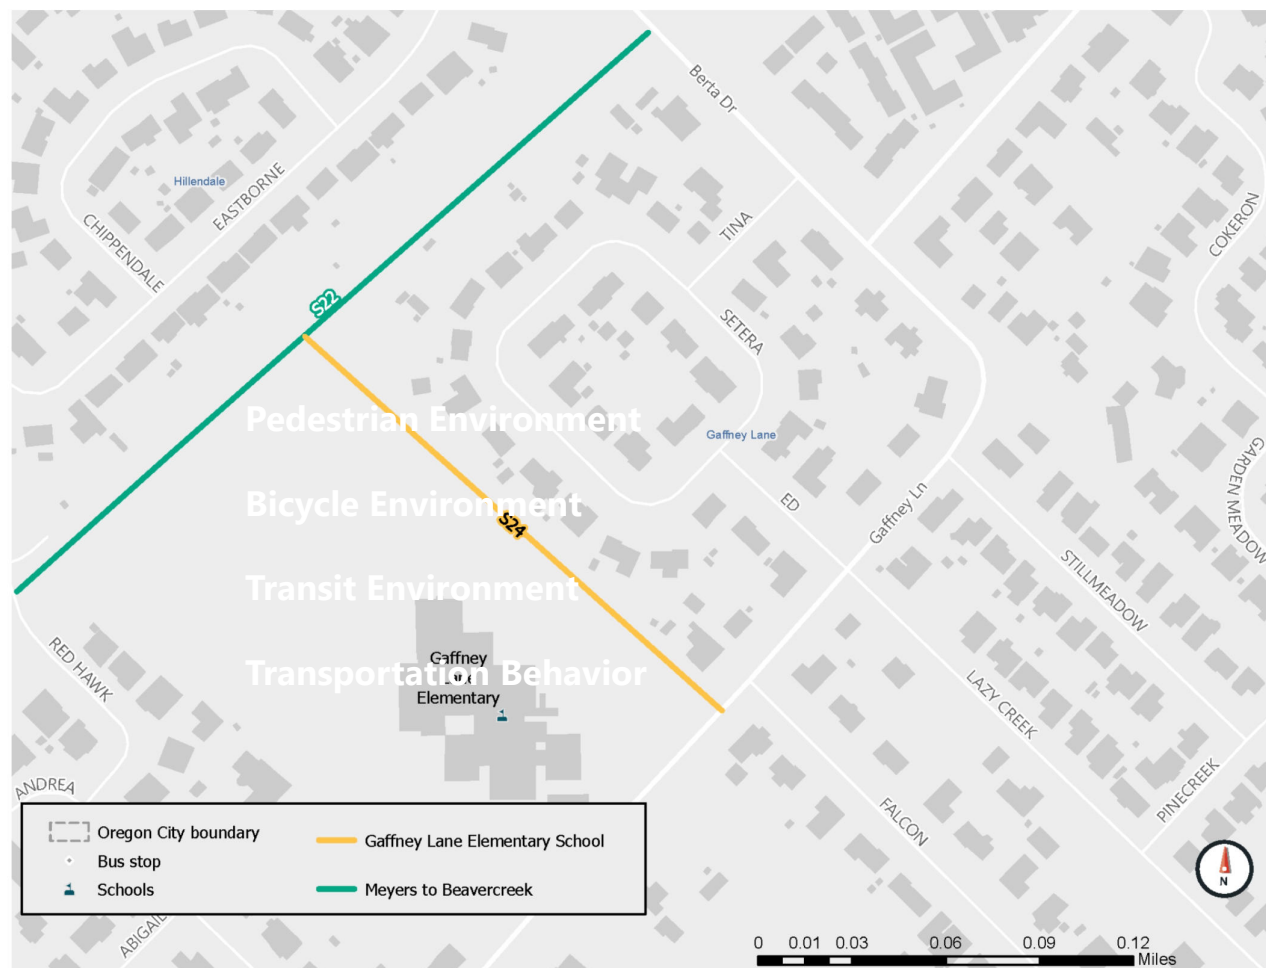 Berta Dr
Hillendale
EASTBORNE
CHIPPENDALE
TINA
COKERON
S22
SETERA
Pedestrian Environment
Gaffney Lane
GARDEN MEADOW
Bicycle Environment
ED
Gaffney Ln
S24
STILLMEADOW
Transit Environment
RED HAWK
Gaffney
Lane
Elementary
Transportation Behavior
LAZY CREEK
ANDREA
PINECREEK
FALCON
Oregon City boundary
Bus stop
Schools
Gaffney Lane Elementary School
Meyers to Beavercreek
ABIGAIL
N
0 0.01 0.03 0.06 0.09 0.12
Miles